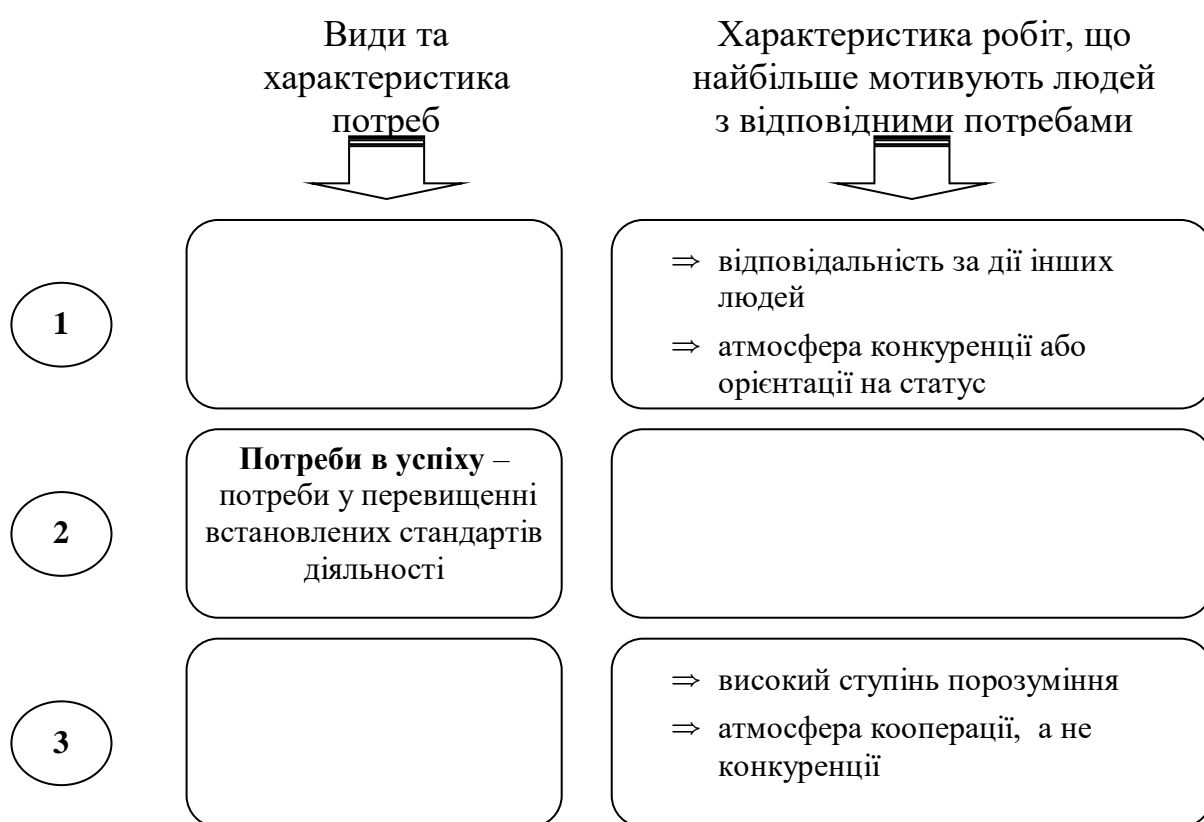 Види та
характеристика
потреб
Характеристика робіт, що
найбільше мотивують людей
з відповідними потребами
1
⇒ відповідальність за дії інших
людей
⇒ атмосфера конкуренції або
орієнтації на статус
2
Потреби в успіху –
потреби у перевищенні
встановлених стандартів
діяльності
3
⇒ високий ступінь порозуміння
⇒ атмосфера кооперації, а не
конкуренції